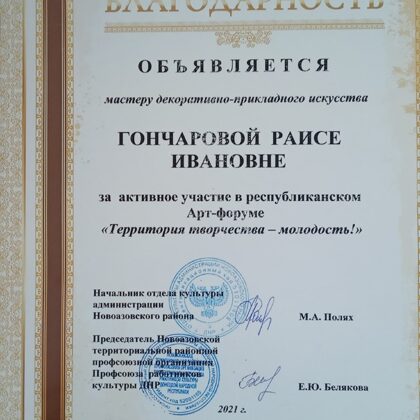 БЛАГОДАРНОСТЬ
ОБЪЯВЛЯЕТСЯ
мастеру декоративно-прикладного искусства
ГОНЧАРОВОЙ РАИСЕ
ИВАНОВНЕ
за активное участие в республиканском
Арт-форуме
«Территория творчества – молодость!»
Начальник отдела культуры
администрации
Новоазовского района
М.А. Полях
Председатель Новоазовской
территориальной районной
профсоюзной организации
Профсоюза работников
культуры ДНР
Е.Ю. Белякова
2021 г.